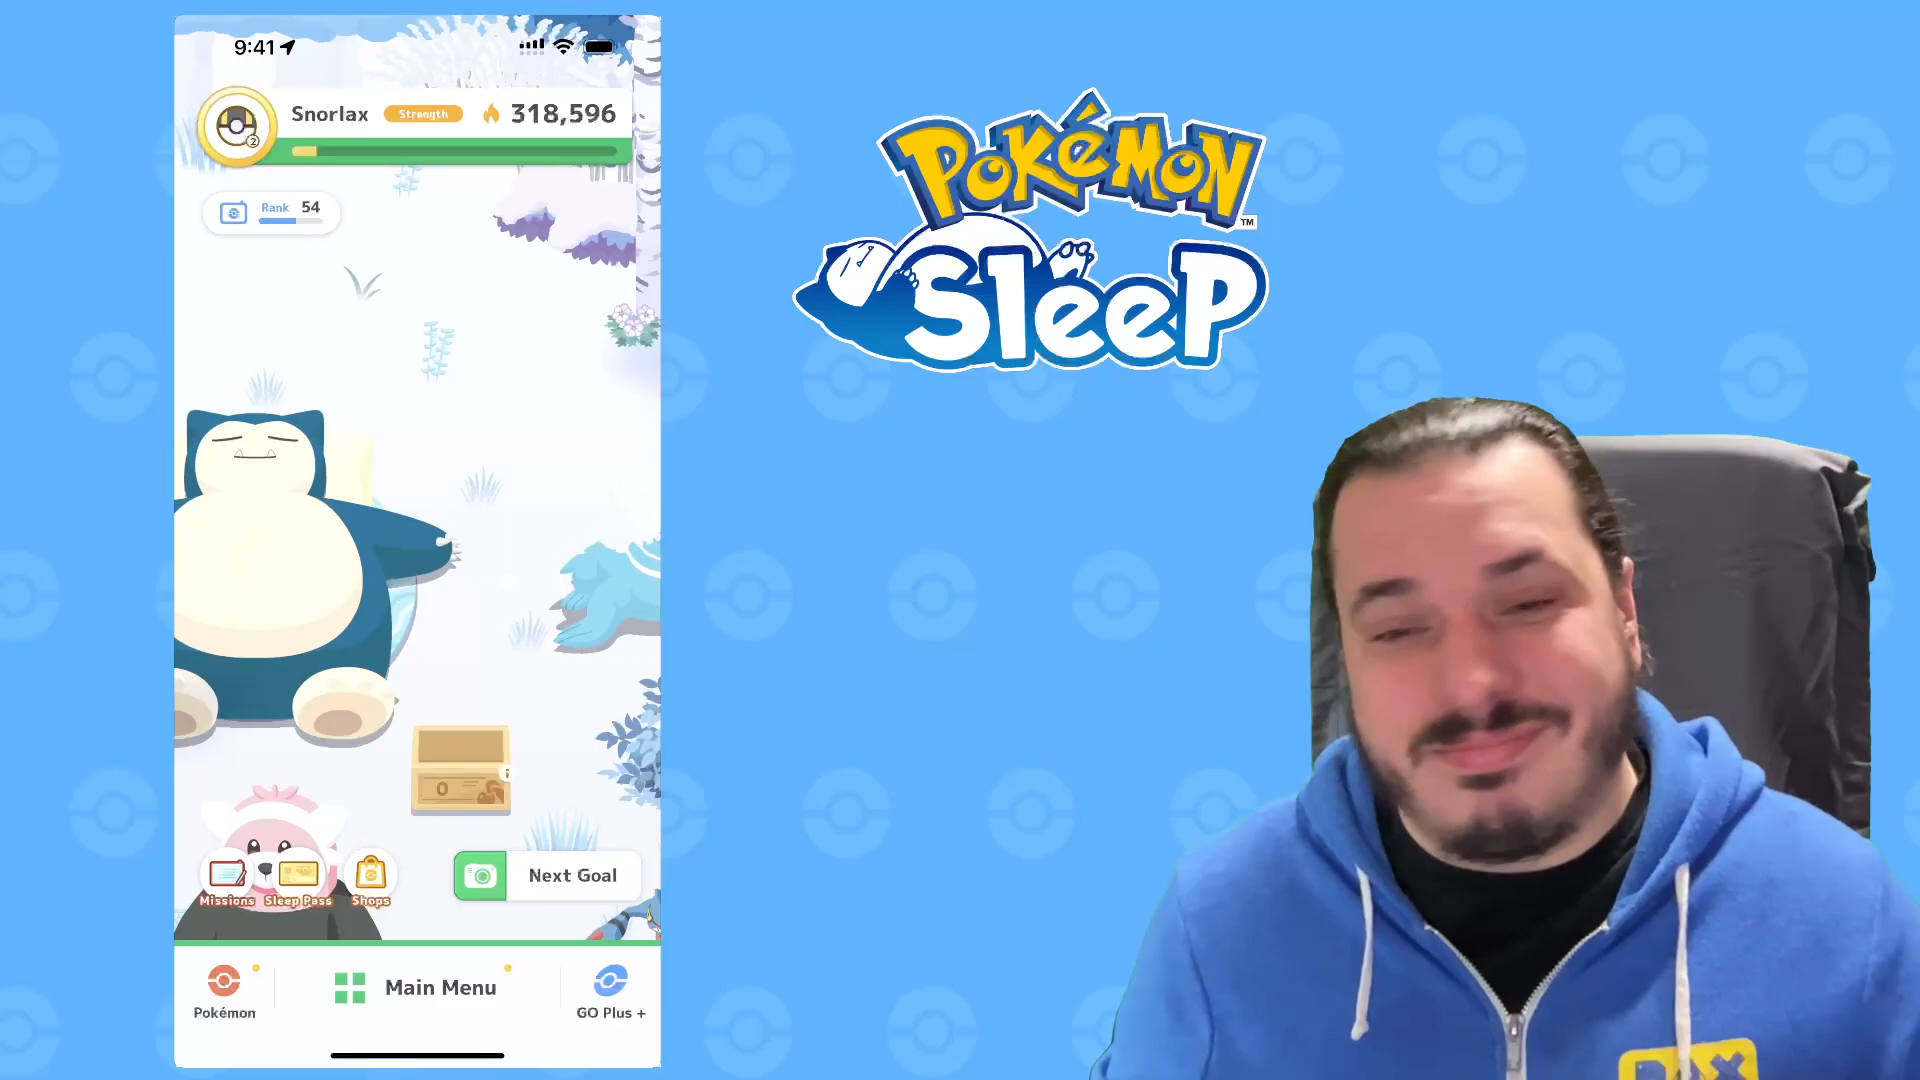 9:41
Snorlax Strength 318,596
2
Rank 54
0
Missions Sleep Pass Shops
Next Goal
Pokémon Main Menu GO Plus +
POKéMON
TM
Sleep